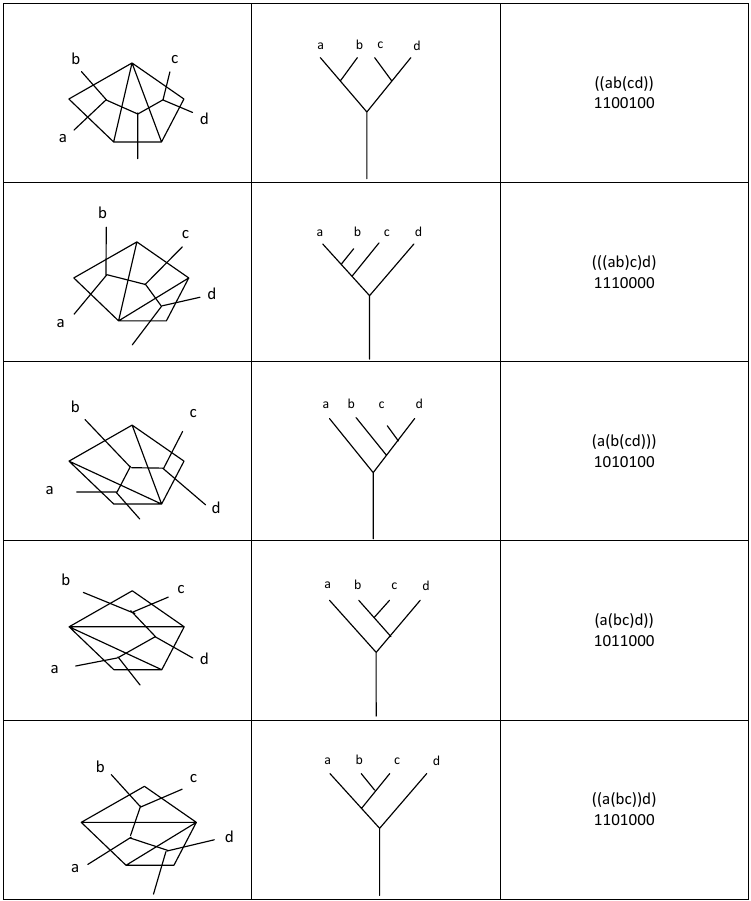 b
c
a
d
a b c d
((ab(cd))
1100100
b
c
d
a
a b c d
(((ab)c)d)
1110000
b
c
a
d
a b c d
(a(b(cd)))
1010100
b
c
a
d
a b c d
(a(bc)d))
1011000
b
c
d
a
a b c d
((a(bc))d)
1101000